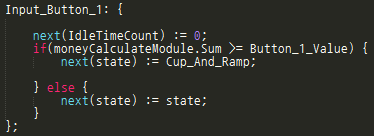 Input_Button_1: {
next(IdleTimeCount) := 0;
if(moneyCalculateModule.Sum >= Button_1_Value) {
next(state) := Cup_And_Ramp;
} else {
next(state) := state;
}
};